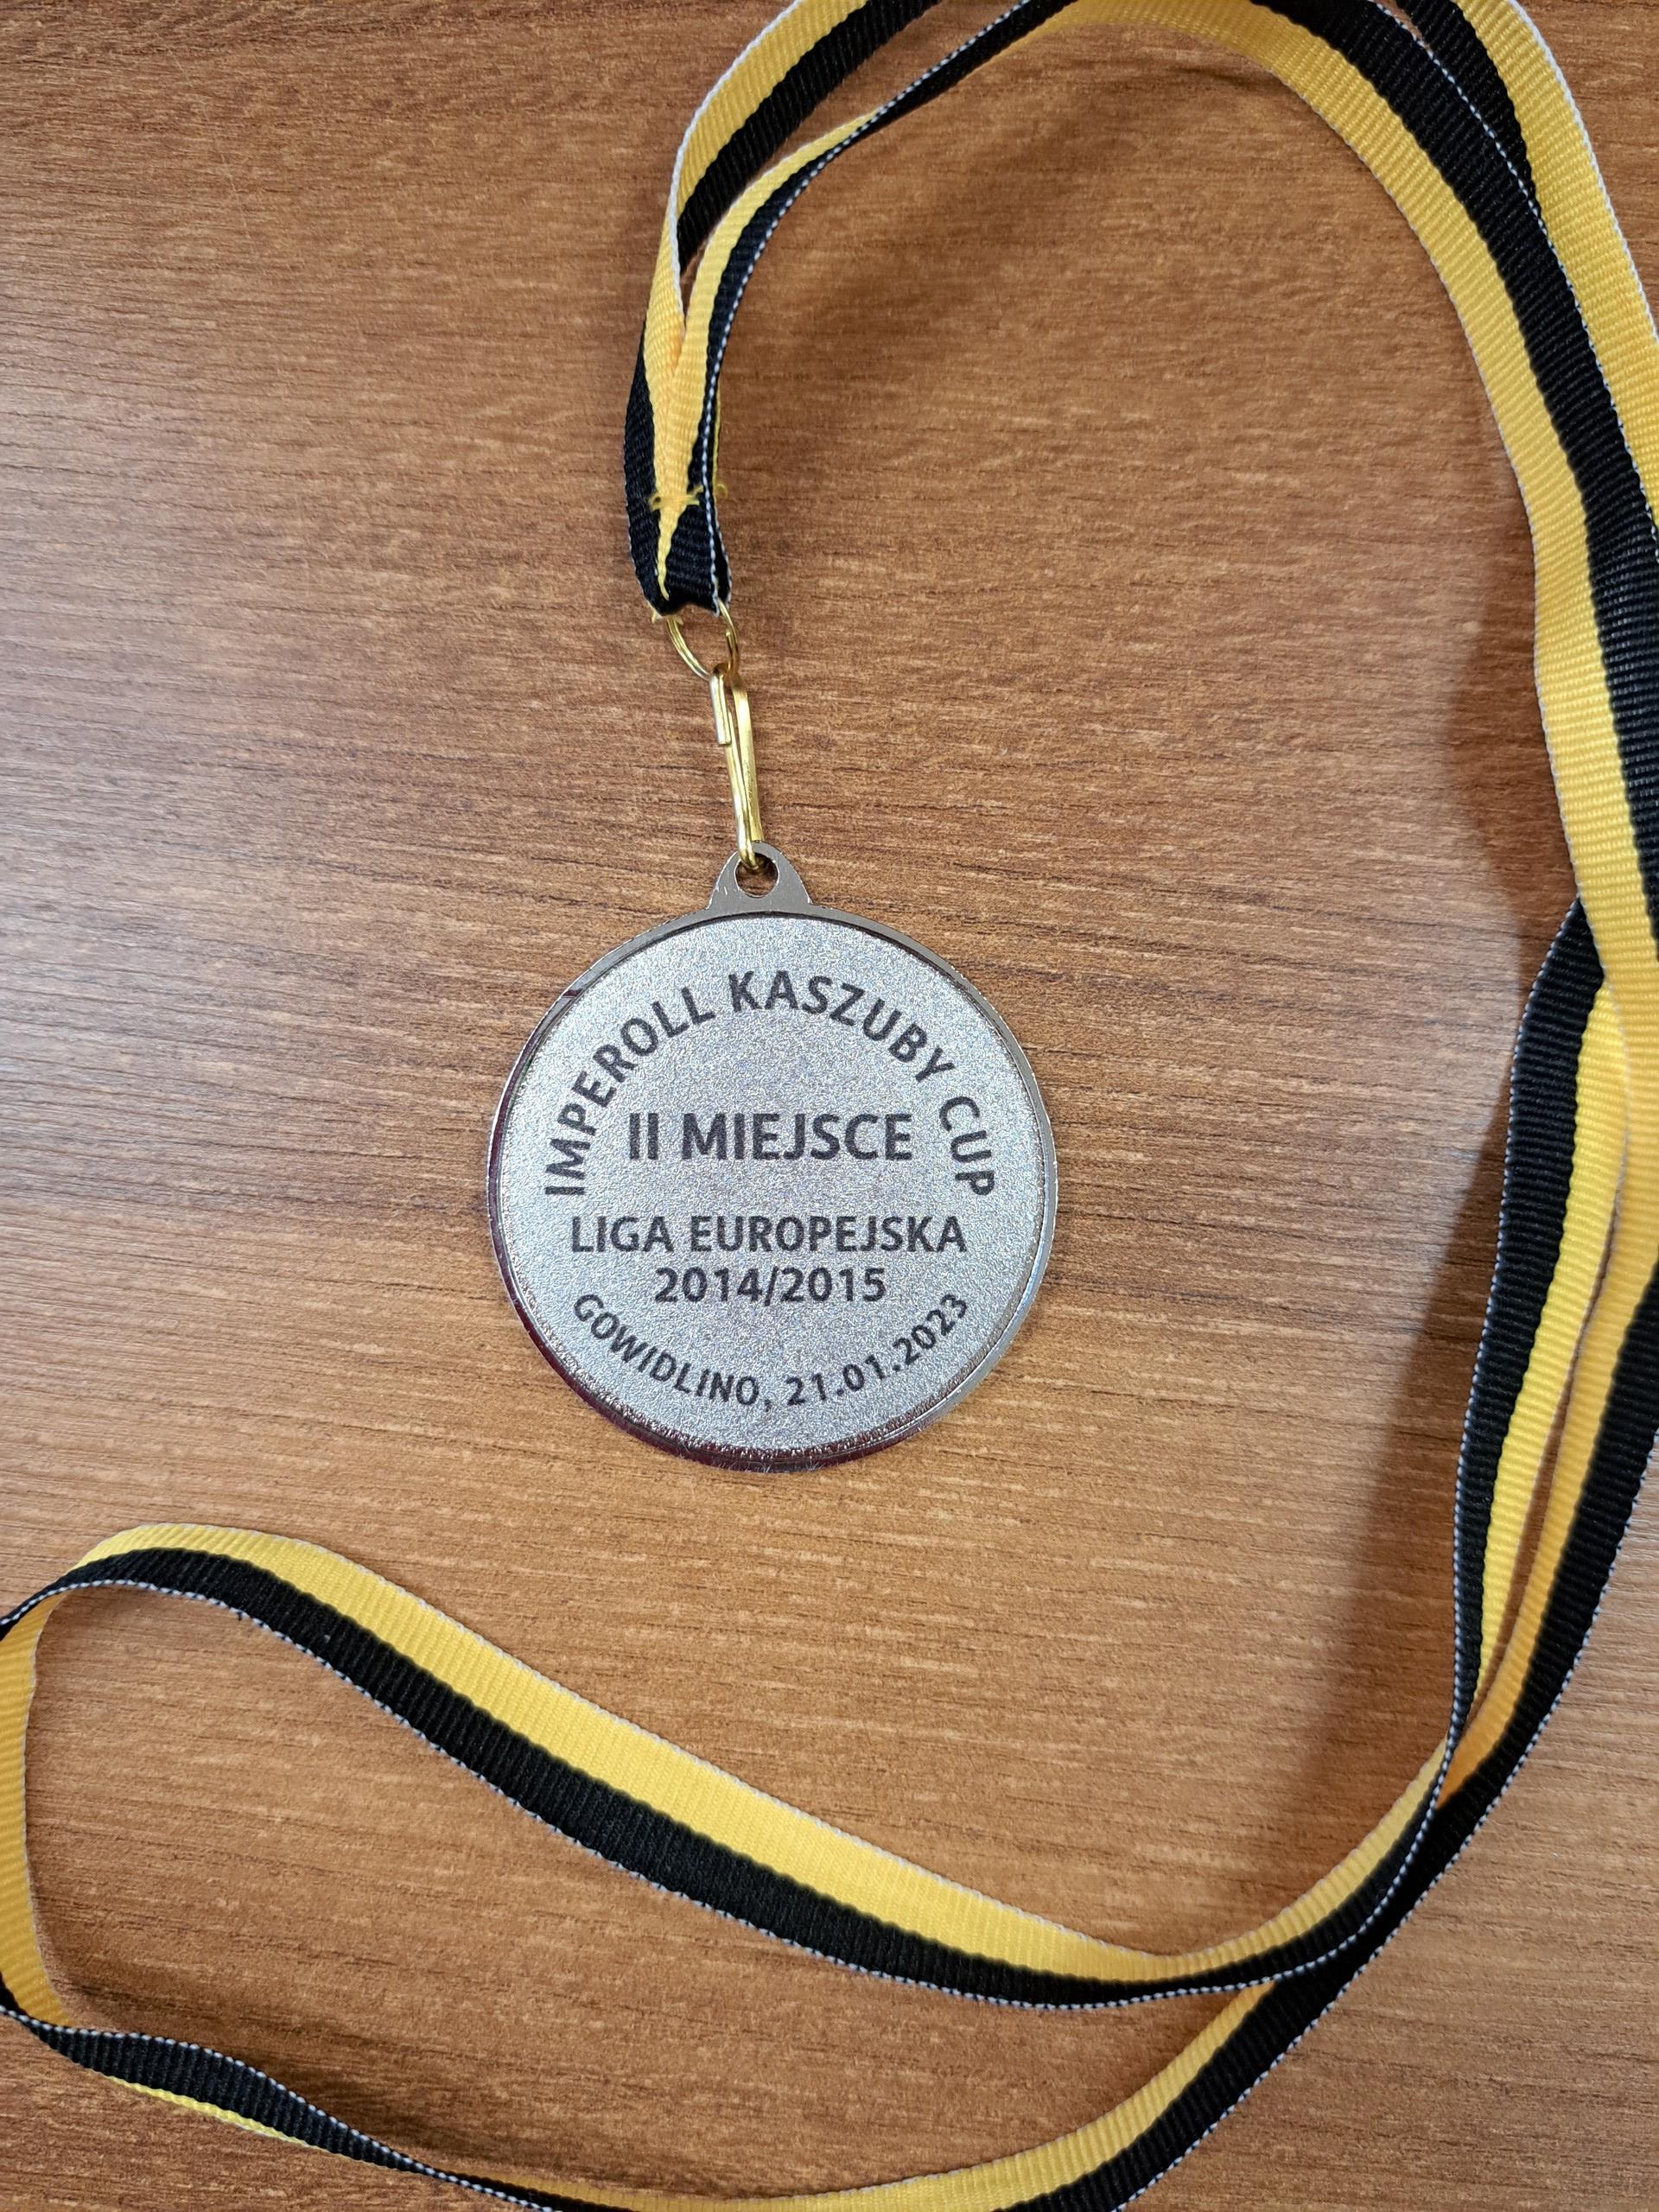 IMPEROLL KASZUBY CUP
II MIEJSCE
LIGA EUROPEJSKA
2014/2015
GOWIDLINO, 21.01.2023